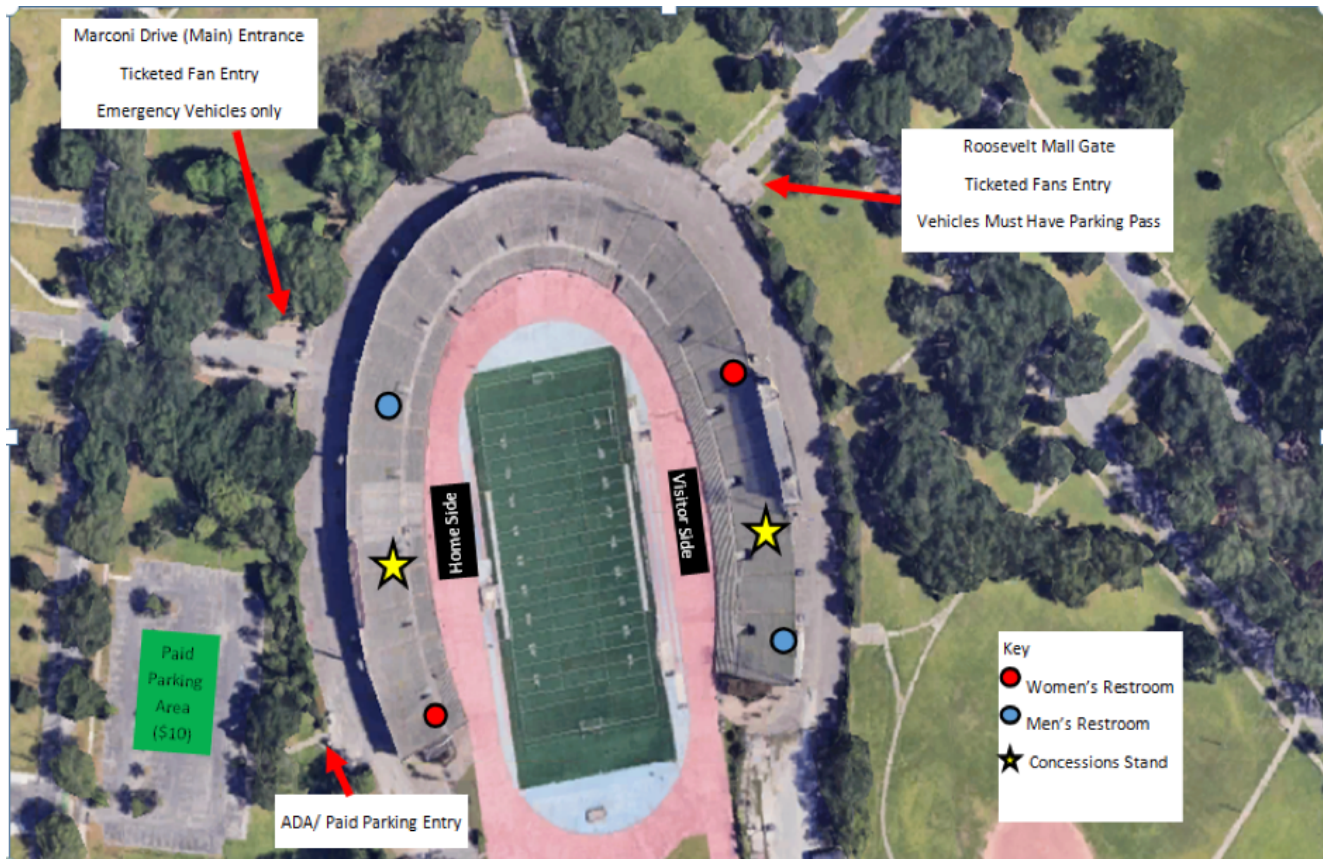 Marconi Drive (Main) Entrance
Ticketed Fan Entry
Emergency Vehicles only
Roosevelt Mall Gate
Ticketed Fans Entry
Vehicles Must Have Parking Pass
Home Side
Visitor Side
Paid
Parking
Area
($10)
ADA/ Paid Parking Entry
Key
Women's Restroom
Men's Restroom
Concessions Stand